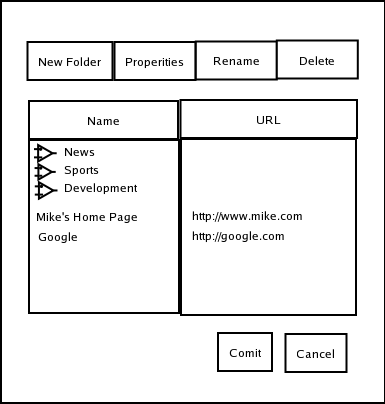 New Folder Properities Rename Delete
Name URL
News
Sports
Development
Mike's Home Page http://www.mike.com
Google http://google.com
Comit Cancel